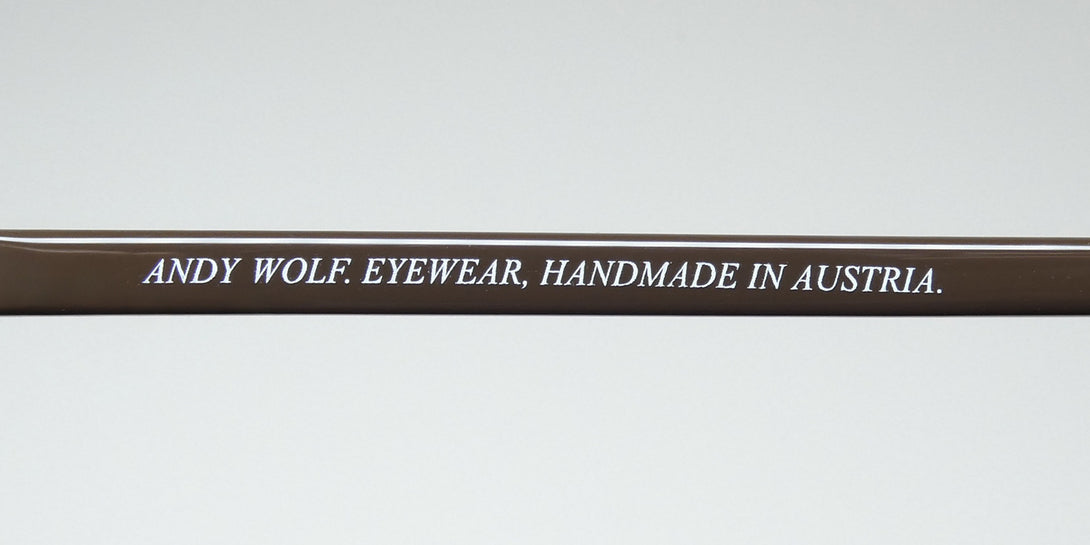 ANDY WOLF. EYEWEAR, HANDMADE IN AUSTRIA.